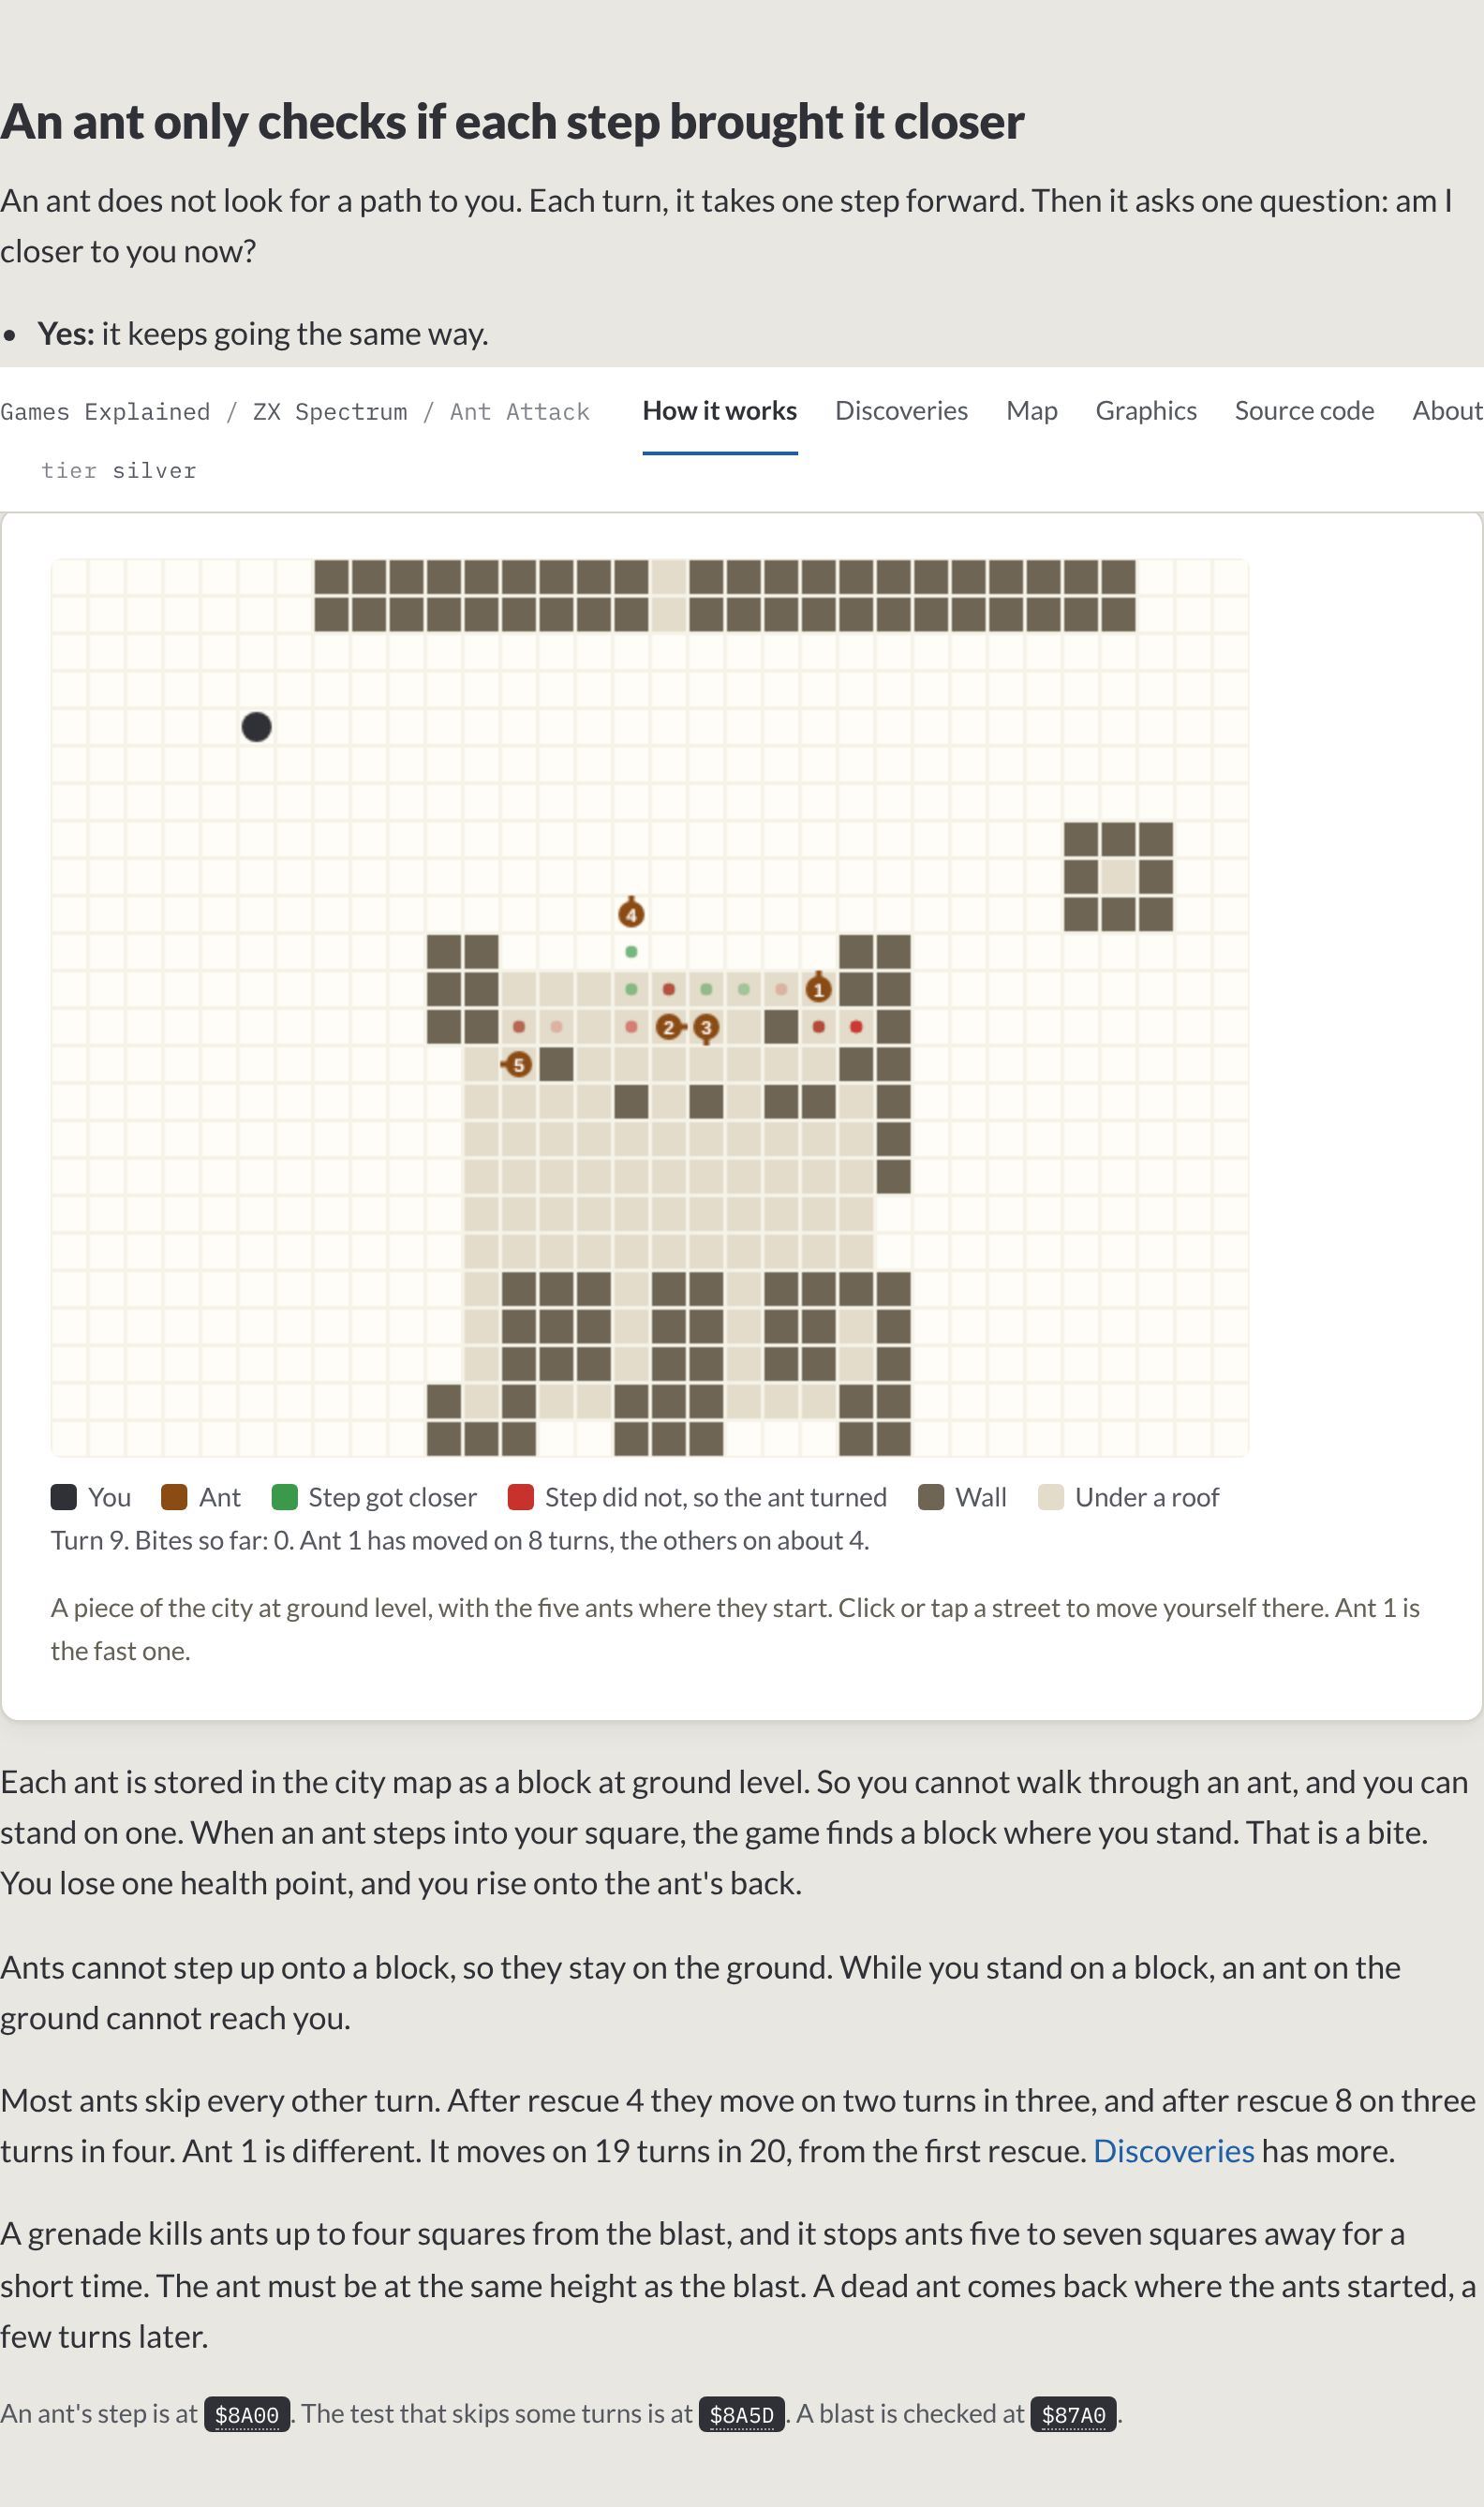 An ant only checks if each step brought it closer
An ant does not look for a path to you. Each turn, it takes one step forward. Then it asks one question: am I
closer to you now?
• Yes: it keeps going the same way.
Games Explained / ZX Spectrum / Ant Attack How it works Discoveries Map Graphics Source code About
tier silver
4
1
2 3
5
You Ant Step got closer Step did not, so the ant turned Wall Under a roof
Turn 9. Bites so far: 0. Ant 1 has moved on 8 turns, the others on about 4.
A piece of the city at ground level, with the five ants where they start. Click or tap a street to move yourself there. Ant 1 is
the fast one.
Each ant is stored in the city map as a block at ground level. So you cannot walk through an ant, and you can
stand on one. When an ant steps into your square, the game finds a block where you stand. That is a bite.
You lose one health point, and you rise onto the ant's back.
Ants cannot step up onto a block, so they stay on the ground. While you stand on a block, an ant on the
ground cannot reach you.
Most ants skip every other turn. After rescue 4 they move on two turns in three, and after rescue 8 on three
turns in four. Ant 1 is different. It moves on 19 turns in 20, from the first rescue. Discoveries has more.
A grenade kills ants up to four squares from the blast, and it stops ants five to seven squares away for a
short time. The ant must be at the same height as the blast. A dead ant comes back where the ants started, a
few turns later.
An ant's step is at $8A00. The test that skips some turns is at $8A5D. A blast is checked at $87A0.